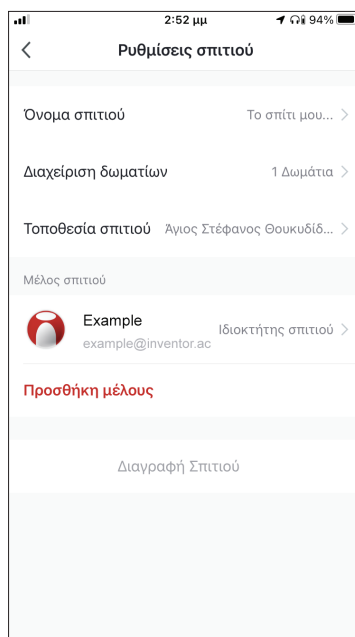 2:52 μμ
94%
Ρυθμίσεις σπιτιού
Όνομα σπιτιού Το σπίτι μου...
Διαχείριση δωματίων 1 Δωμάτια
Τοποθεσία σπιτιού Άγιος Στέφανος Θουκυδίδ...
Μέλος σπιτιού
Example
Ιδιοκτήτης σπιτιού
example@inventor.ac
Προσθήκη μέλους
Διαγραφή Σπιτιού